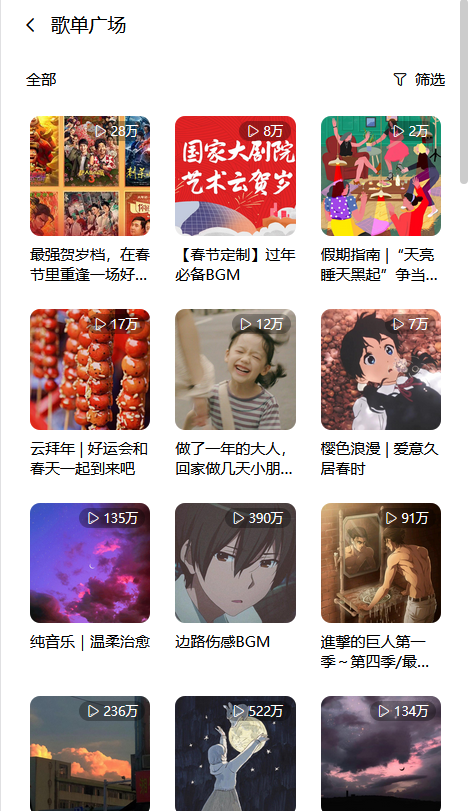 歌单广场
全部
筛选
28万
8万
2万
国家大剧院
艺术云贺岁
最强贺岁档，在春
节里重逢一场好...
【春节定制】过年
必备BGM
假期指南 | “天亮
睡天黑起”争当...
17万
12万
7万
云拜年 | 好运会和
春天一起到来吧
做了一年的大人，
回家做几天小朋...
樱色浪漫 | 爱意久
居春时
135万
390万
91万
纯音乐 | 温柔治愈
边路伤感BGM
進撃的巨人第一
季～第四季/最...
236万
522万
134万